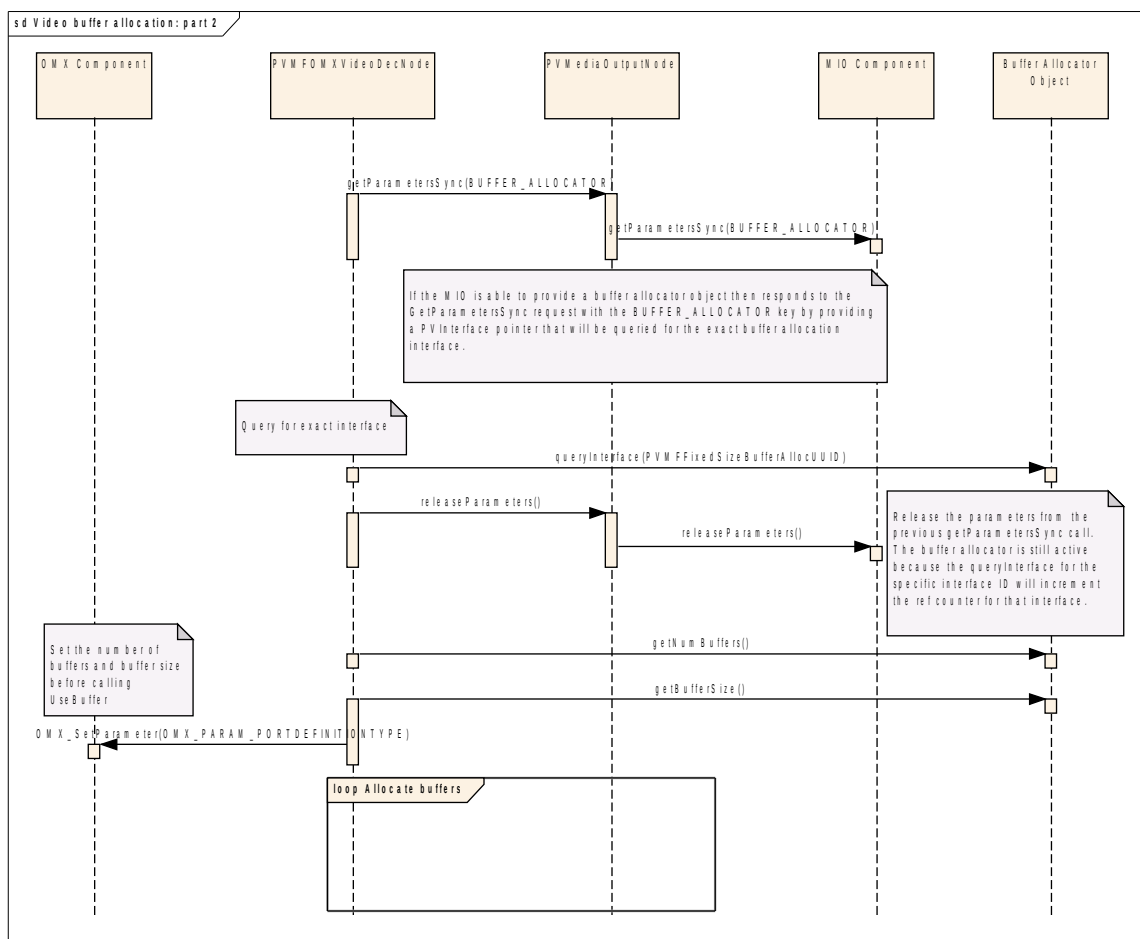 sd Video buffer allocation: part 2
OMX Component
PVMFOMXVideoDecNode
PVMediaOutputNode
MIO Component
Buffer Allocator
Object
getParametersSync(BUFFER_ALLOCATOR)
getParametersSync(BUFFER_ALLOCATOR)
If the MIO is able to provide a buffer allocator object then responds to the
GetParametersSync request with the BUFFER_ALLOCATOR key by providing
a PVInterface pointer that will be queried for the exact buffer allocation
interface.
Query for exact interface
queryInterface(PVMFFixedSizeBufferAllocUUID)
releaseParameters()
releaseParameters()
Release the parameters from the
previous getParametersSync call.
The buffer allocator is still active
because the queryInterface for the
specific interface ID will increment
the ref counter for that interface.
getNumBuffers()
Set the number of
buffers and buffer size
before calling
UseBuffer
getBufferSize()
OMX_SetParameter(OMX_PARAM_PORTDEFINITIONTYPE)
loop Allocate buffers